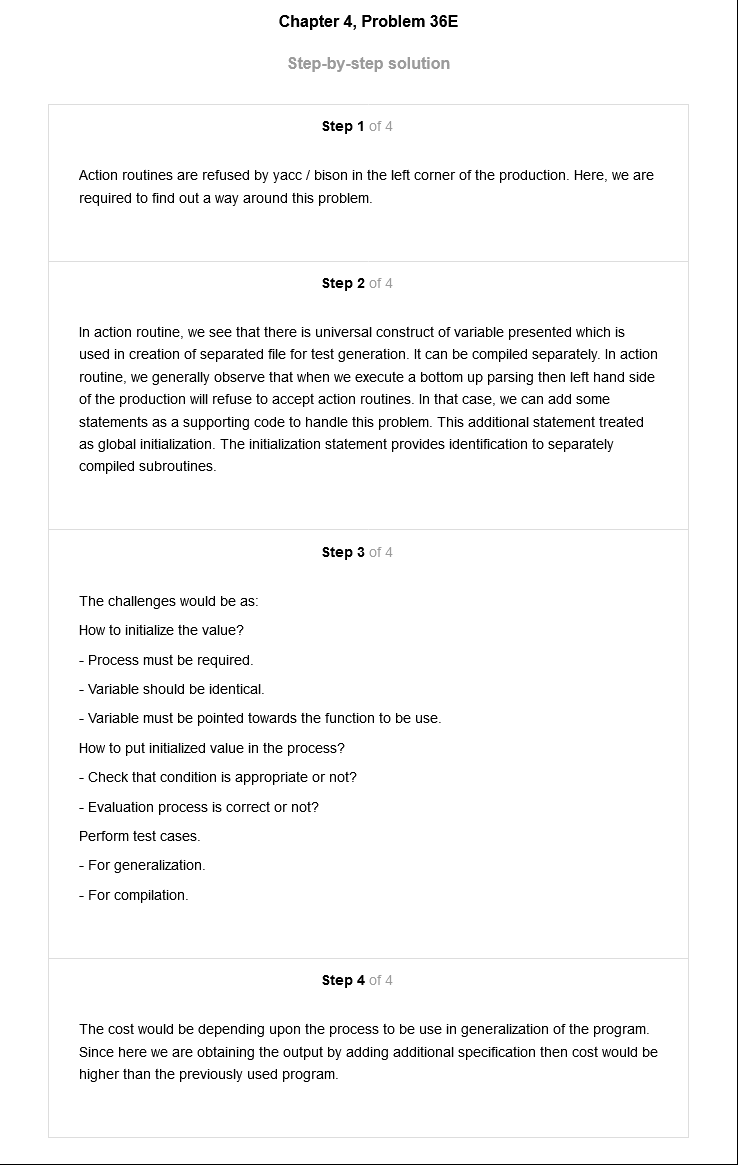 Chapter 4, Problem 36E
Step-by-step solution
Step 1 of 4
Action routines are refused by yacc / bison in the left corner of the production. Here, we are
required to find out a way around this problem.
Step 2 of 4
In action routine, we see that there is universal construct of variable presented which is
used in creation of separated file for test generation. It can be compiled separately. In action
routine, we generally observe that when we execute a bottom up parsing then left hand side
of the production will refuse to accept action routines. In that case, we can add some
statements as a supporting code to handle this problem. This additional statement treated
as global initialization. The initialization statement provides identification to separately
compiled subroutines.
Step 3 of 4
The challenges would be as:
How to initialize the value?
- Process must be required.
- Variable should be identical.
- Variable must be pointed towards the function to be use.
How to put initialized value in the process?
- Check that condition is appropriate or not?
- Evaluation process is correct or not?
Perform test cases.
- For generalization.
- For compilation.
Step 4 of 4
The cost would be depending upon the process to be use in generalization of the program.
Since here we are obtaining the output by adding additional specification then cost would be
higher than the previously used program.